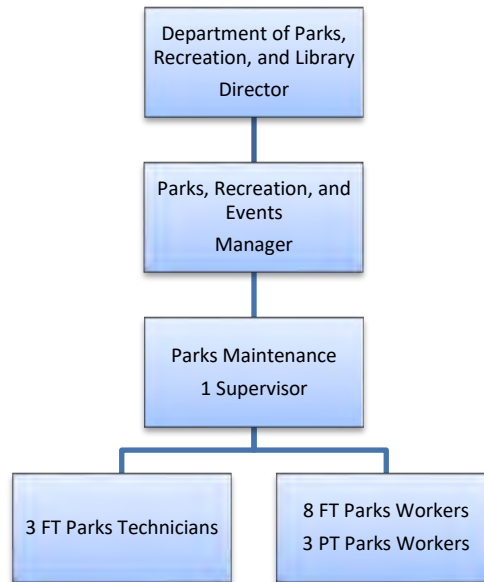 Department of Parks,
Recreation, and Library
Director
Parks, Recreation, and
Events
Manager
Parks Maintenance
1 Supervisor
3 FT Parks Technicians
8 FT Parks Workers
3 PT Parks Workers